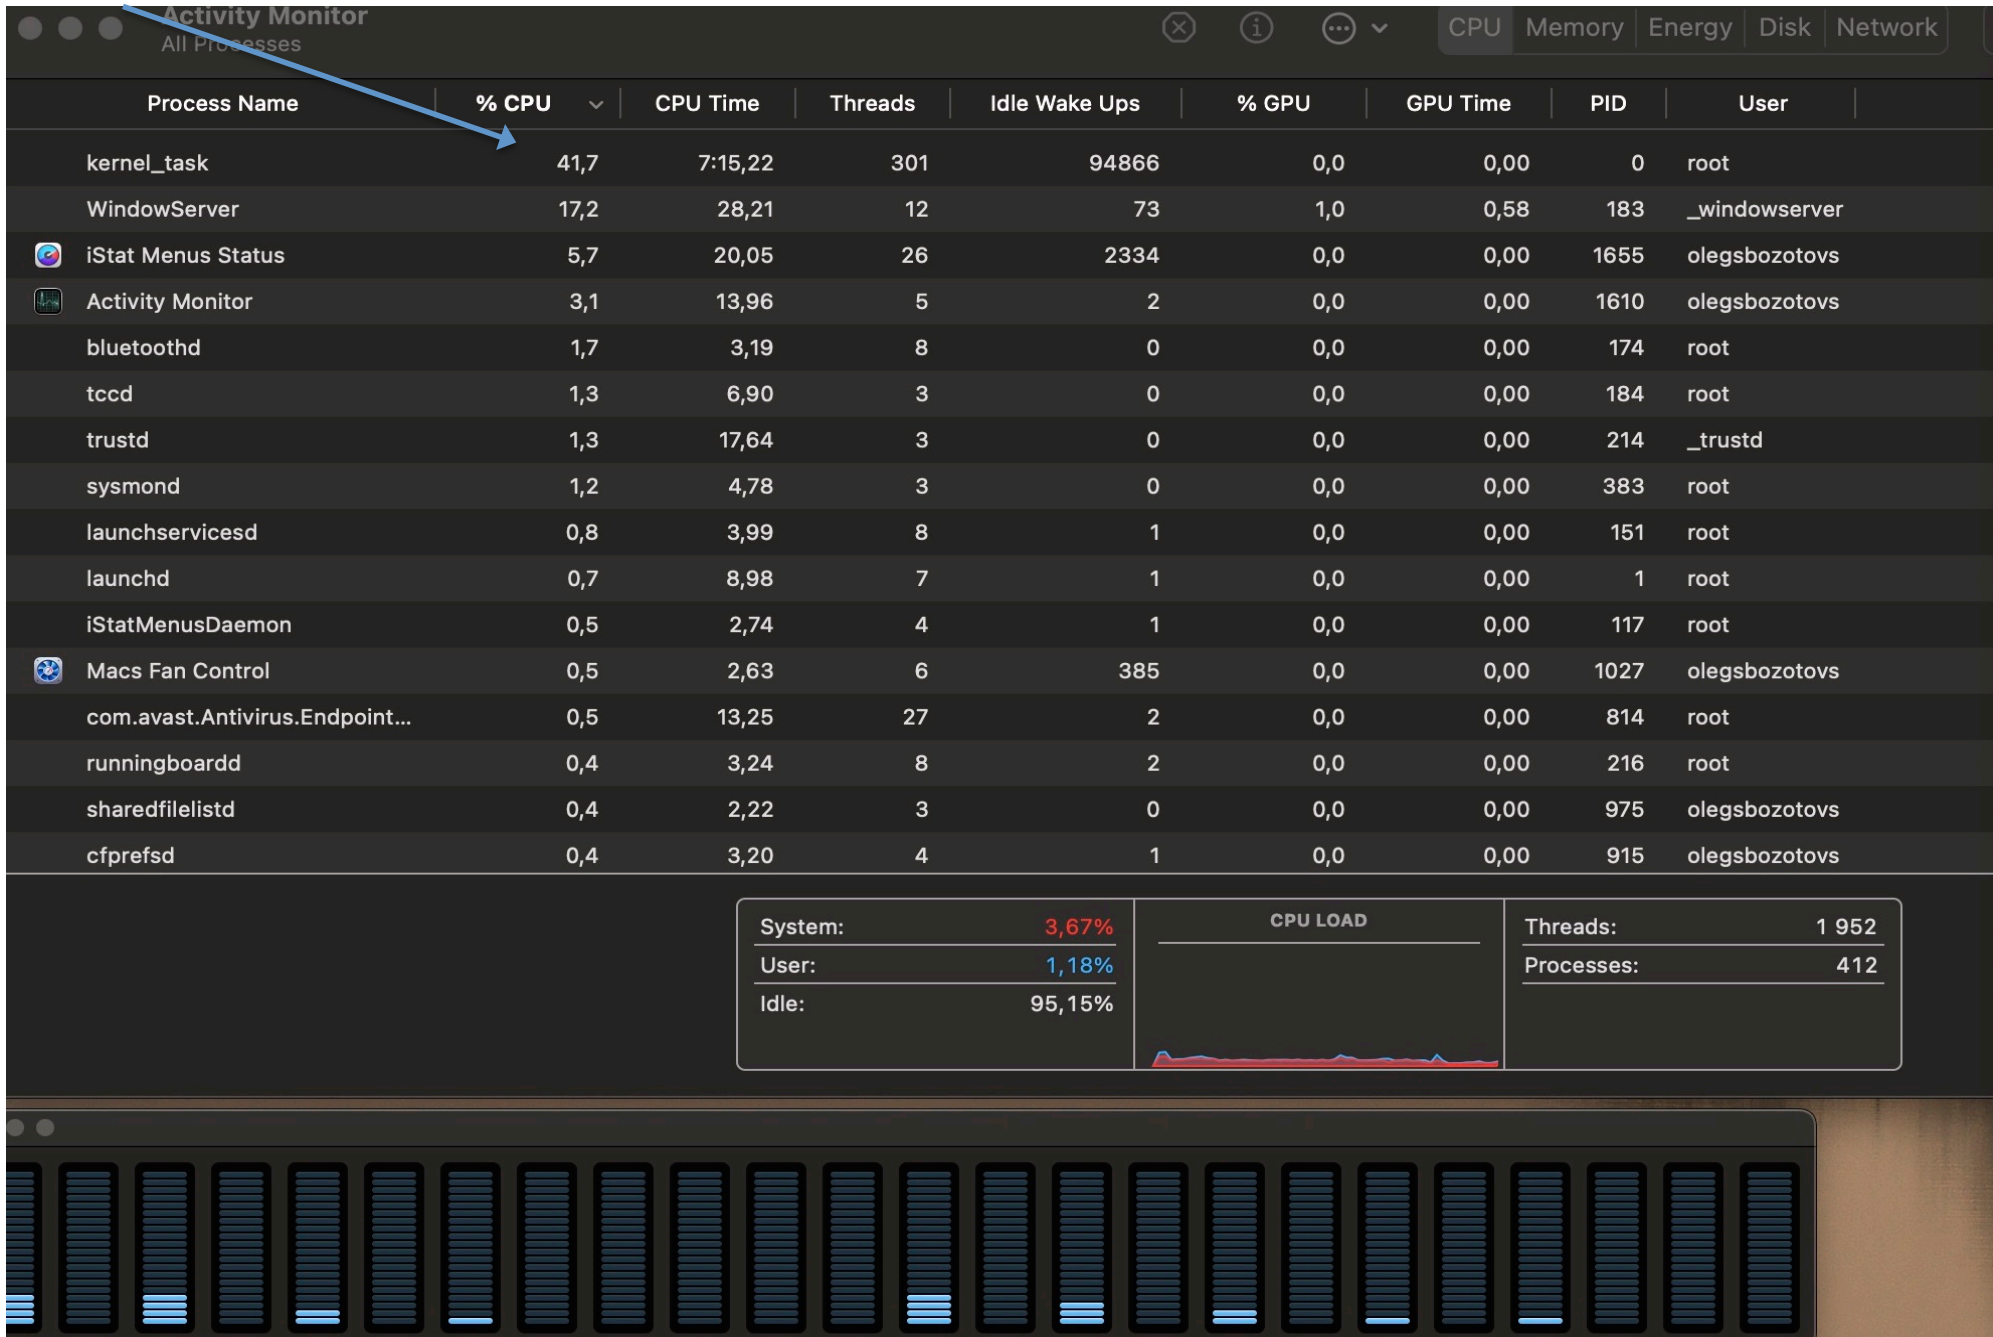 Activity Monitor
All Processes
CPU Memory Energy Disk Network
Process Name % CPU CPU Time Threads Idle Wake Ups % GPU GPU Time PID User
kernel_task 41,7 7:15,22 301 94866 0,0 0,00 0 root
WindowServer 17,2 28,21 12 73 1,0 0,58 183 _windowserver
iStat Menus Status 5,7 20,05 26 2334 0,0 0,00 1655 olegsbozotovs
Activity Monitor 3,1 13,96 5 2 0,0 0,00 1610 olegsbozotovs
bluetoothd 1,7 3,19 8 0 0,0 0,00 174 root
tccd 1,3 6,90 3 0 0,0 0,00 184 root
trustd 1,3 17,64 3 0 0,0 0,00 214 _trustd
sysmond 1,2 4,78 3 0 0,0 0,00 383 root
launchservicesd 0,8 3,99 8 1 0,0 0,00 151 root
launchd 0,7 8,98 7 1 0,0 0,00 1 root
iStatMenusDaemon 0,5 2,74 4 1 0,0 0,00 117 root
Macs Fan Control 0,5 2,63 6 385 0,0 0,00 1027 olegsbozotovs
com.avast.Antivirus.Endpoint... 0,5 13,25 27 2 0,0 0,00 814 root
runningboardd 0,4 3,24 8 2 0,0 0,00 216 root
sharedfilelistd 0,4 2,22 3 0 0,0 0,00 975 olegsbozotovs
cfprefsd 0,4 3,20 4 1 0,0 0,00 915 olegsbozotovs
System: 3,67% CPU LOAD Threads: 1 952
User: 1,18% Processes: 412
Idle: 95,15%